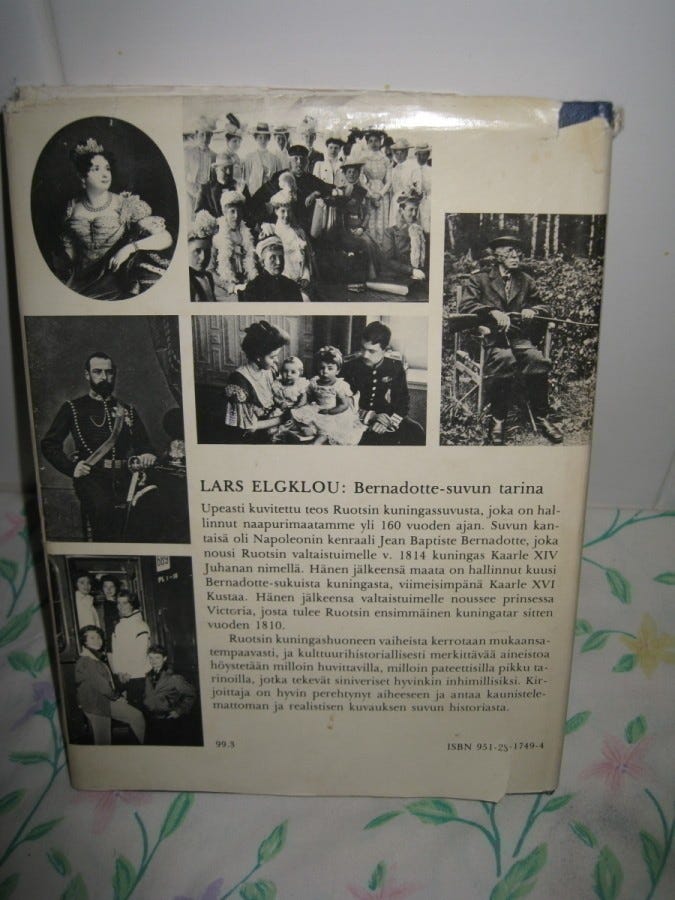 LARS ELGKLOU: Bernadotte-suvun tarina
Upeasti kuvitettu teos Ruotsin kuningassuvusta, joka on hal-
linnut naapurimaatamme yli 160 vuoden ajan. Suvun kan-
taisä oli Napoleonin kenraali Jean Baptiste Bernadotte, joka
nousi Ruotsin valtaistuimelle v. 1814 kuningas Kaarle XIV
Juhanan nimellä. Hänen jälkeensä maata on hallinnut kuusi
Bernadotte-sukuista kuningasta, viimeisimpänä Kaarle XVI
Kustaa. Hänen jälkeensa valtaistuimelle noussee prinsessa
Victoria, josta tulee Ruotsin ensimmäinen kuningatar sitten
vuoden 1810.
Ruotsin kuningashuoneen vaiheista kerrotaan mukaansa-
tempaavasti, ja kulttuurihistoriallisesti merkittävää aineistoa
höystetään milloin huvittavilla, milloin pateettisilla pikku ta-
rinoilla, jotka tekevät siniveriset hyvinkin inhimillisiksi. Kir-
joittaja on hyvin perehtynyt aiheeseen ja antaa kaunistele-
mattoman ja realistisen kuvauksen suvun historiasta.
99.3
ISBN 951-25-1749-4